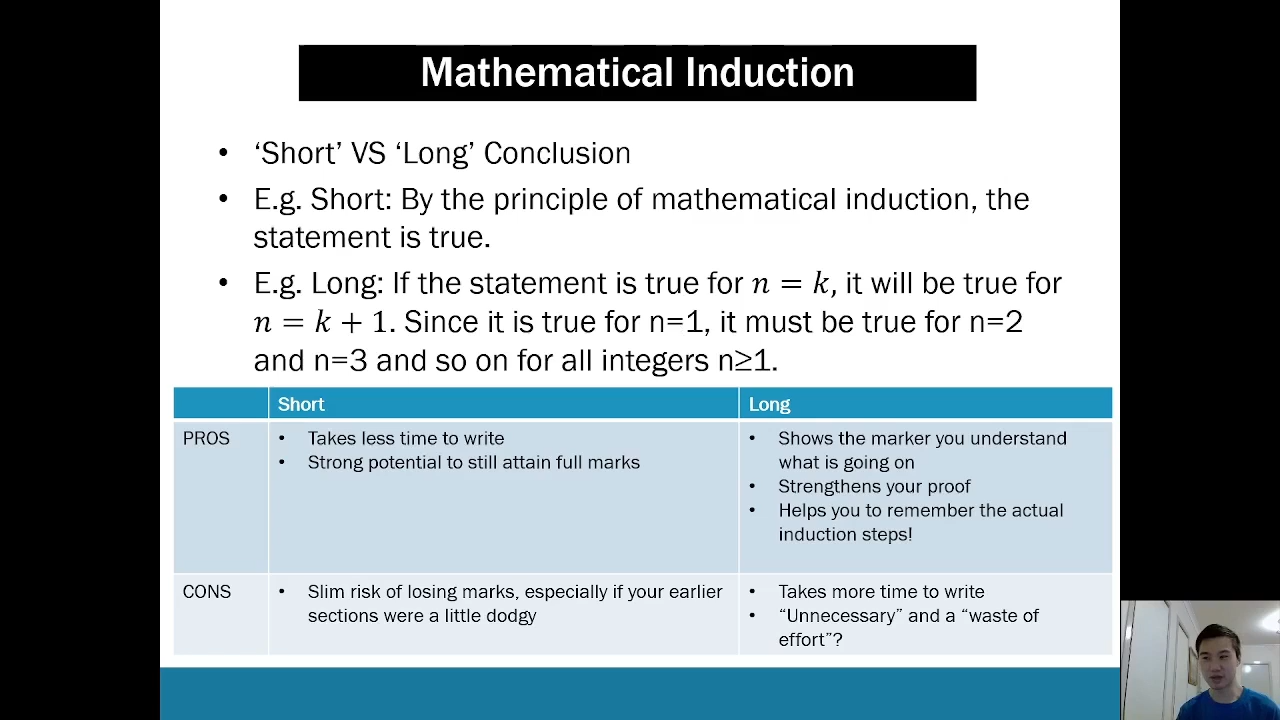 Mathematical Induction
• ‘Short’ VS ‘Long’ Conclusion
• E.g. Short: By the principle of mathematical induction, the
statement is true.
• E.g. Long: If the statement is true for n = k, it will be true for
n = k + 1. Since it is true for n=1, it must be true for n=2
and n=3 and so on for all integers n≥1.
Short
Long
PROS
• Takes less time to write
• Strong potential to still attain full marks
• Shows the marker you understand
what is going on
• Strengthens your proof
• Helps you to remember the actual
induction steps!
CONS
• Slim risk of losing marks, especially if your earlier
sections were a little dodgy
• Takes more time to write
• “Unnecessary” and a “waste of
effort”?